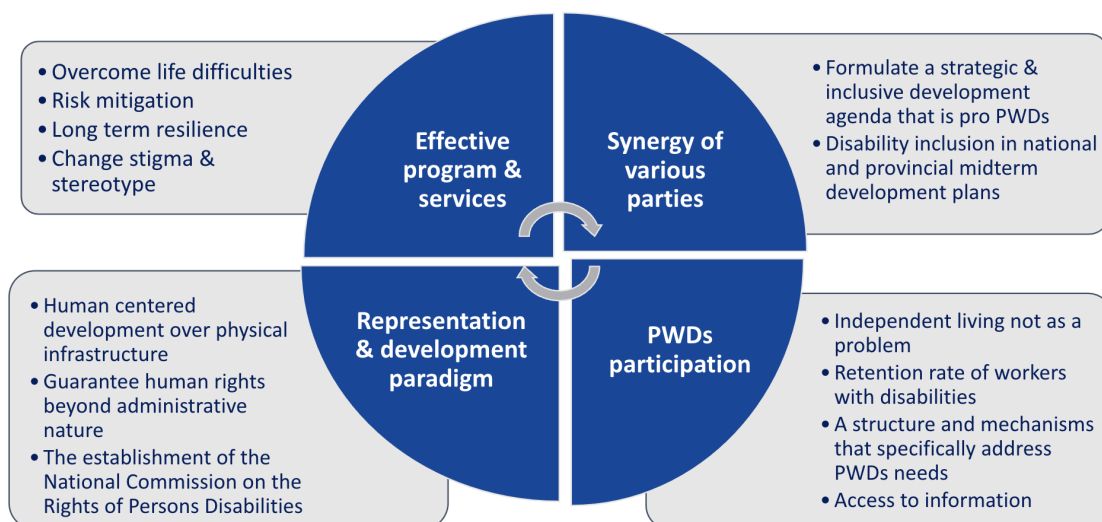 • Overcome life difficulties
• Risk mitigation
• Long term resilience
• Change stigma &
stereotype
Effective
program &
services
Synergy of
various
parties
• Formulate a strategic &
inclusive development
agenda that is pro PWDs
• Disability inclusion in national
and provincial midterm
development plans
• Human centered
development over physical
infrastructure
• Guarantee human rights
beyond administrative
nature
• The establishment of the
National Commission on the
Rights of Persons Disabilities
Representation
& development
paradigm
PWDs
participation
• Independent living not as a
problem
• Retention rate of workers
with disabilities
• A structure and mechanisms
that specifically address
PWDs needs
• Access to information